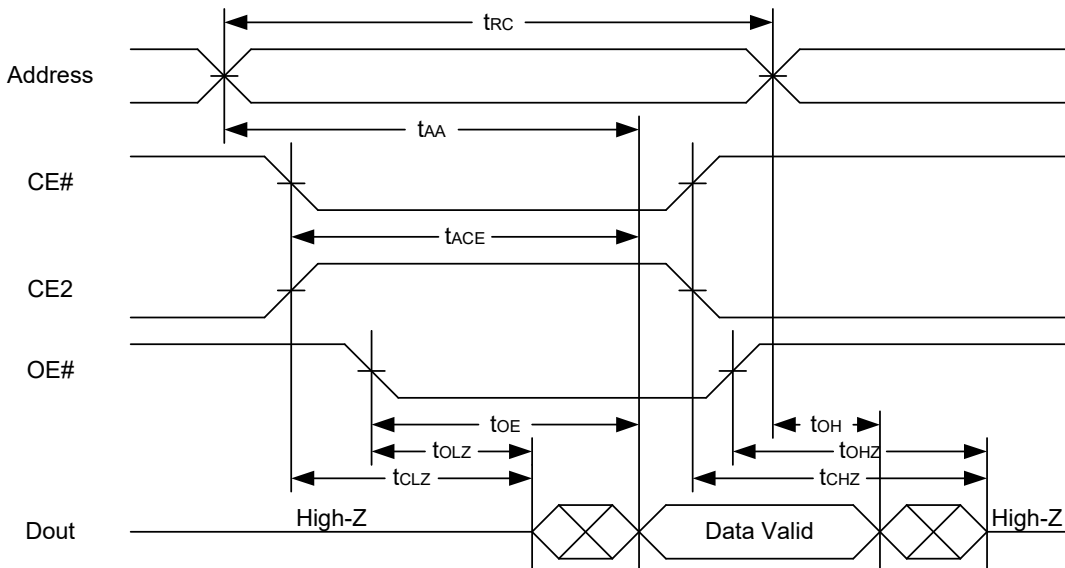 tRC
Address
tAA
CE#
tACE
CE2
OE#
tOE
tOH
tOLZ
tOHZ
tCLZ
tCHZ
High-Z
Data Valid
High-Z
Dout